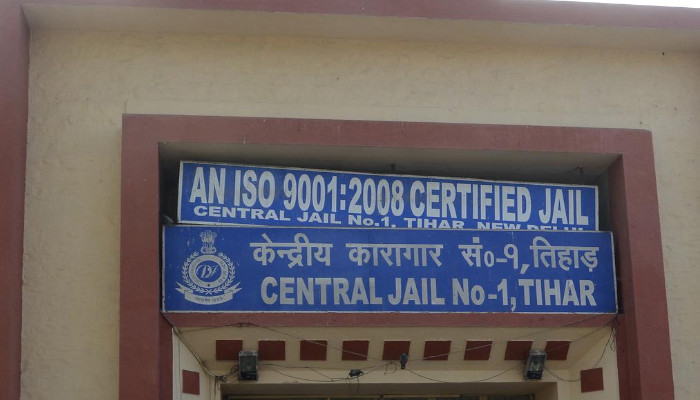 AN ISO 9001:2008 CERTIFIED JAIL
CENTRAL JAIL No.1, TIHAR, NEW DELHI
केन्द्रीय कारागार सं०-१, तिहाड़
CENTRAL JAIL No-1, TIHAR